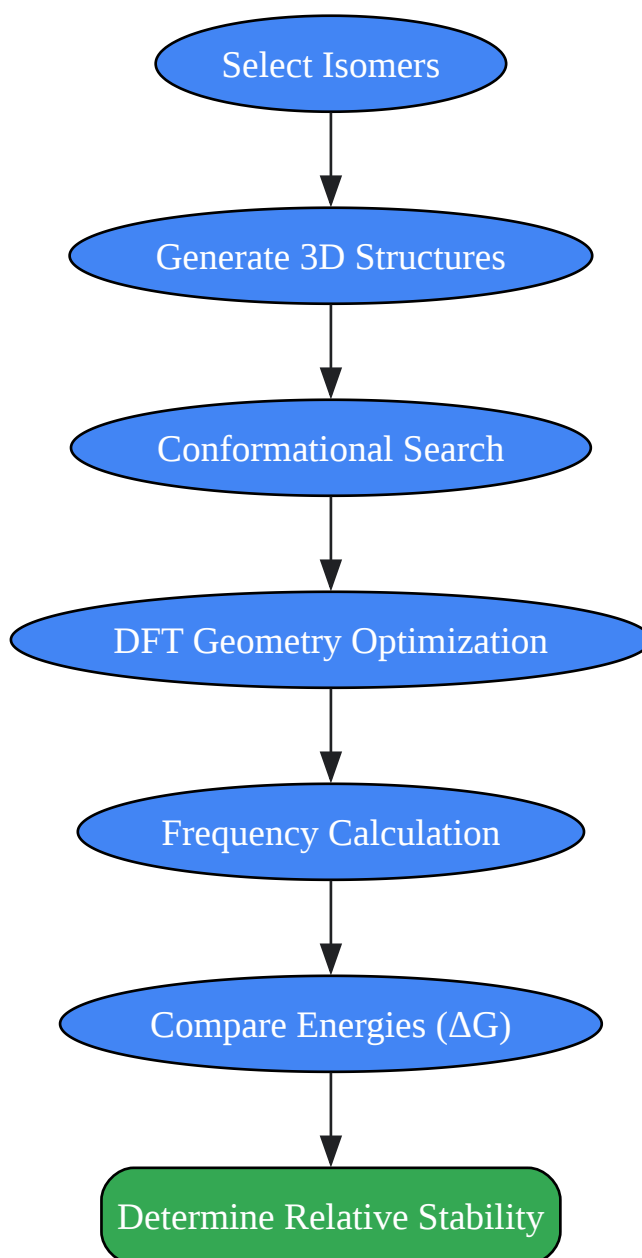 Select Isomers
Generate 3D Structures
Conformational Search
DFT Geometry Optimization
Frequency Calculation
Compare Energies (ΔG)
Determine Relative Stability